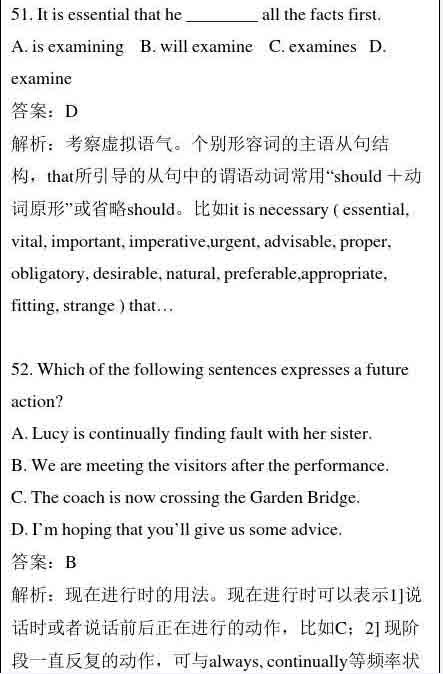 51. It is essential that he _________ all the facts first.
A. is examining B. will examine C. examines D.
examine
答案：D
解析：考察虚拟语气。个别形容词的主语从句结
构，that所引导的从句中的谓语动词常用“should ＋动
词原形”或省略should。比如it is necessary ( essential,
vital, important, imperative,urgent, advisable, proper,
obligatory, desirable, natural, preferable,appropriate,
fitting, strange ) that…
52. Which of the following sentences expresses a future
action?
A. Lucy is continually finding fault with her sister.
B. We are meeting the visitors after the performance.
C. The coach is now crossing the Garden Bridge.
D. I’m hoping that you’ll give us some advice.
答案：B
解析：现在进行时的用法。现在进行时可以表示1]说
话时或者说话前后正在进行的动作，比如C；2] 现阶
段一直反复的动作，可与always, continually等频率状